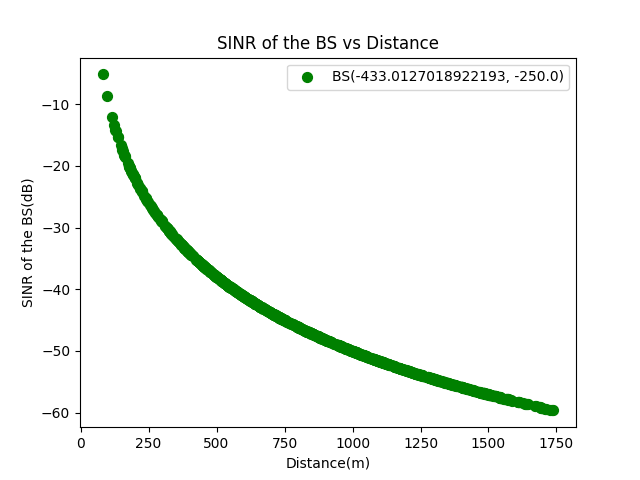 SINR of the BS vs Distance
BS(-433.0127018922193, -250.0)
SINR of the BS(dB)
−10
−20
−30
−40
−50
−60
0 250 500 750 1000 1250 1500 1750
Distance(m)